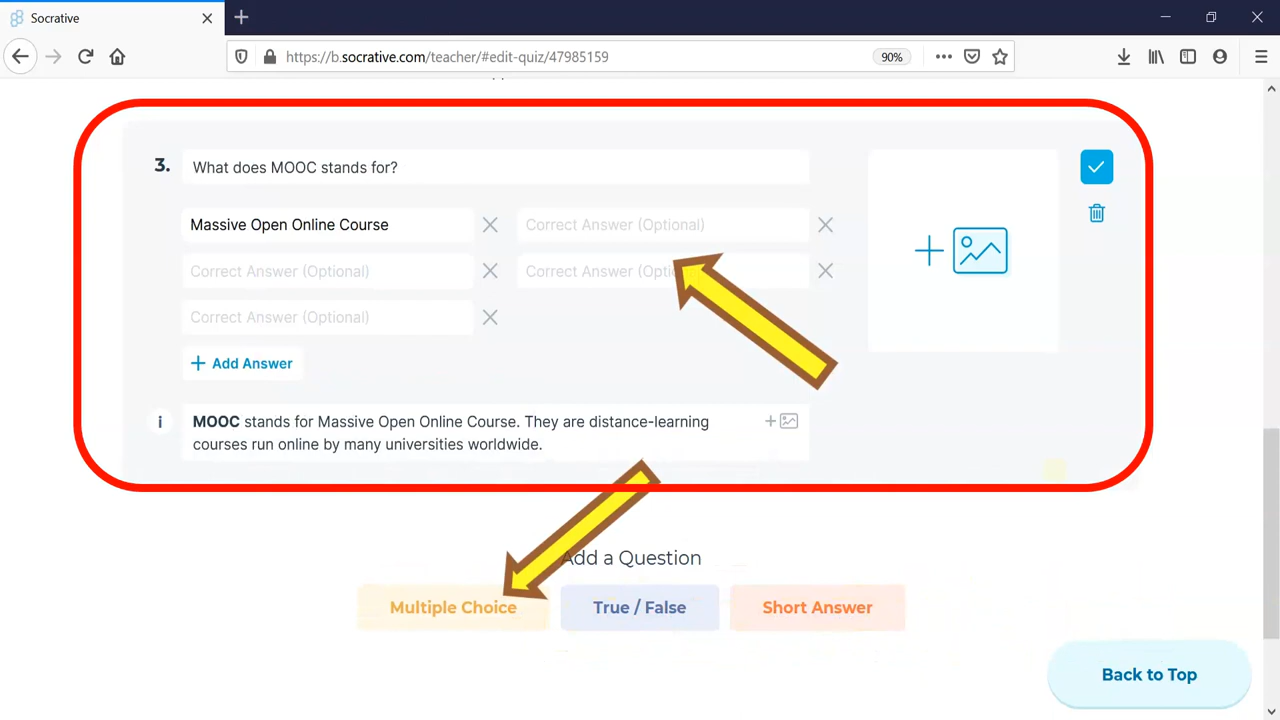 Socrative
https://b.socrative.com/teacher/#edit-quiz/47985159
90%
3.
What does MOOC stands for?
Massive Open Online Course
Correct Answer (Optional)
Correct Answer (Optional)
Correct Answer (Opti
Correct Answer (Optional)
+ Add Answer
i
MOOC stands for Massive Open Online Course. They are distance-learning
courses run online by many universities worldwide.
Add a Question
Multiple Choice
True / False
Short Answer
Back to Top